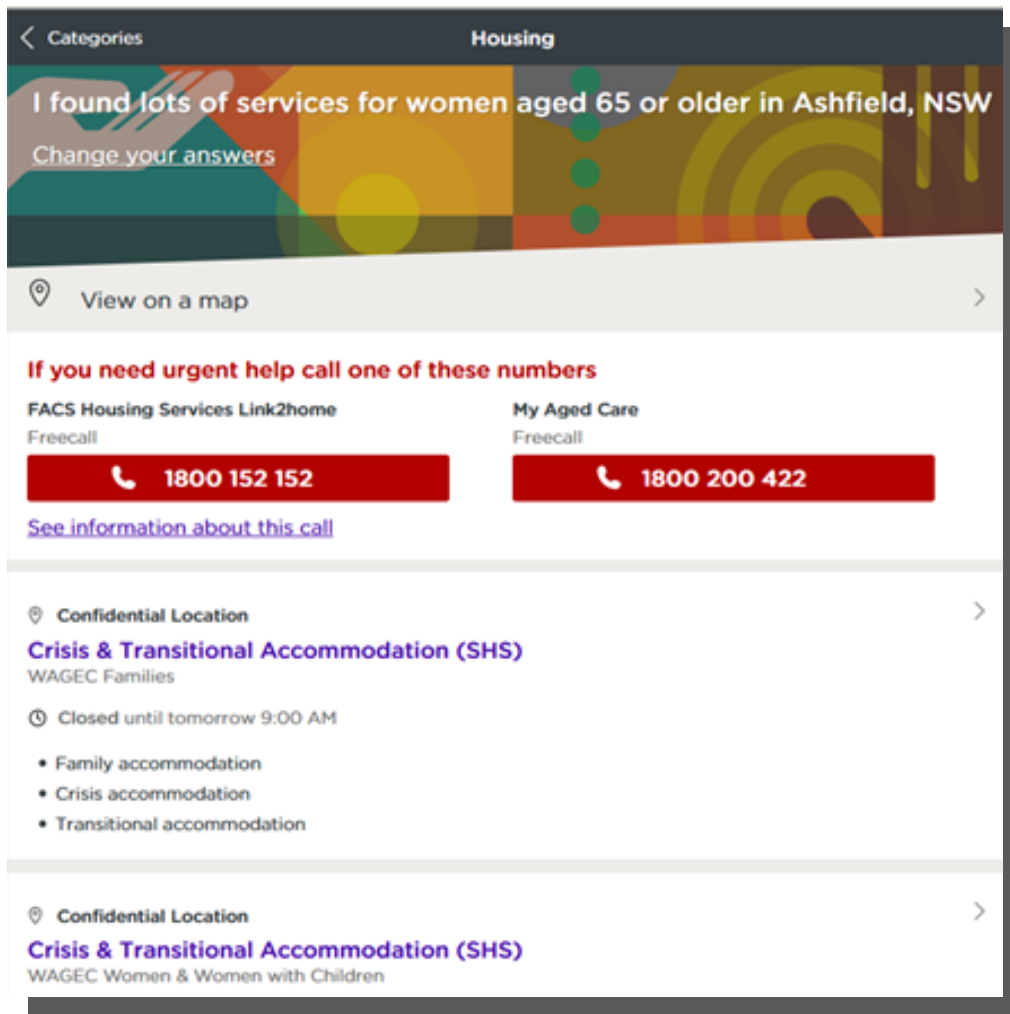 Categories
Housing
I found lots of services for women aged 65 or older in Ashfield, NSW
Change your answers
View on a map
If you need urgent help call one of these numbers
FACS Housing Services Link2home
Freecall
1800 152 152
See information about this call
My Aged Care
Freecall
1800 200 422
Confidential Location
Crisis & Transitional Accommodation (SHS)
WAGEC Families
Closed until tomorrow 9:00 AM
• Family accommodation
• Crisis accommodation
• Transitional accommodation
Confidential Location
Crisis & Transitional Accommodation (SHS)
WAGEC Women & Women with Children